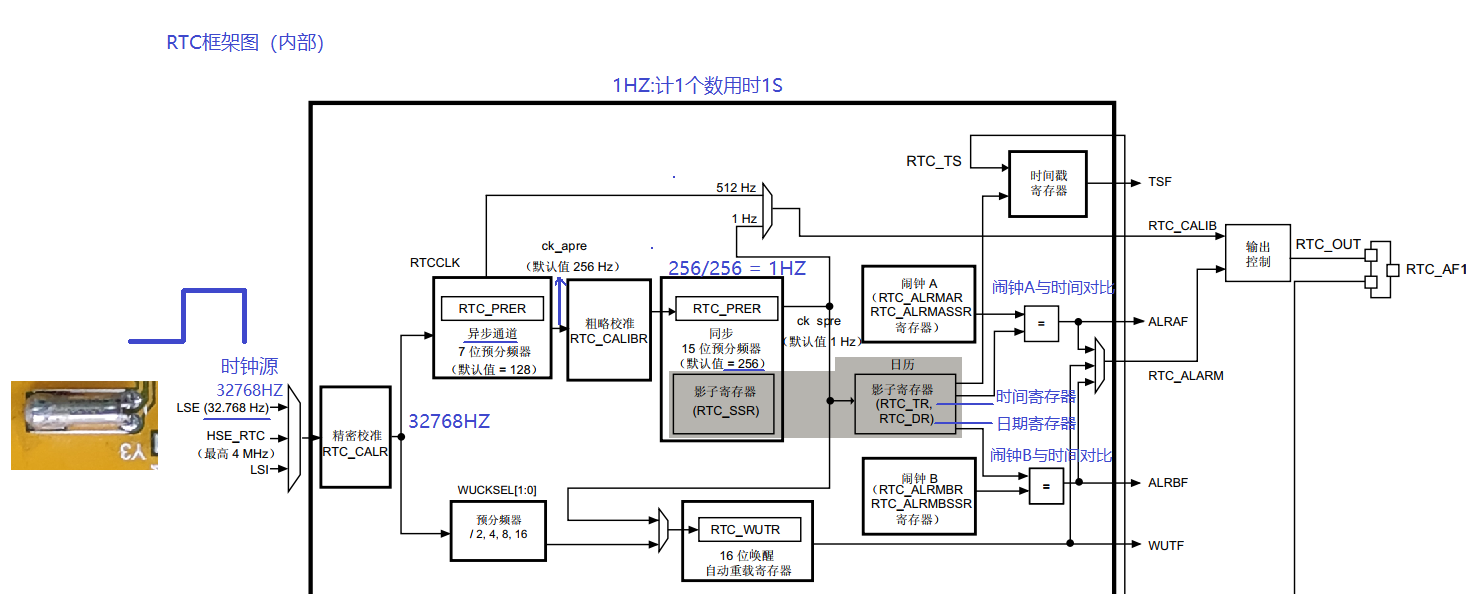 RTC框架图（内部）
1HZ:计1个数用时1S
RTC_TS
时间戳
寄存器
TSF
512 Hz
1 Hz
RTC_CALIB
输出
控制
RTC_OUT
RTC_AF1
ck_apre
（默认值 256 Hz）
RTCCLK
256/256 = 1HZ
RTC_PRER
异步通道
7 位预分频器
（默认值 = 128）
粗略校准
RTC_CALIBR
RTC_PRER
同步
15 位预分频器
（默认值 = 256）
影子寄存器
(RTC_SSR)
ck_spre
（默认值 1 Hz）
闹钟 A
（RTC_ALRMAR
RTC_ALRMASSR
寄存器）
闹钟A与时间对比
=
ALRAF
RTC_ALARM
日历
影子寄存器
(RTC_TR,
RTC_DR)
时间寄存器
日期寄存器
时钟源
32768HZ
LSE (32.768 Hz)
HSE_RTC
（最高 4 MHz）
LSI
Y3
精密校准
RTC_CALR
32768HZ
闹钟B与时间对比
闹钟 B
（RTC_ALRMBR
RTC_ALRMBSSR
寄存器）
=
ALRBF
WUCKSEL[1:0]
预分频器
/ 2, 4, 8, 16
RTC_WUTR
16 位唤醒
自动重载寄存器
WUTF